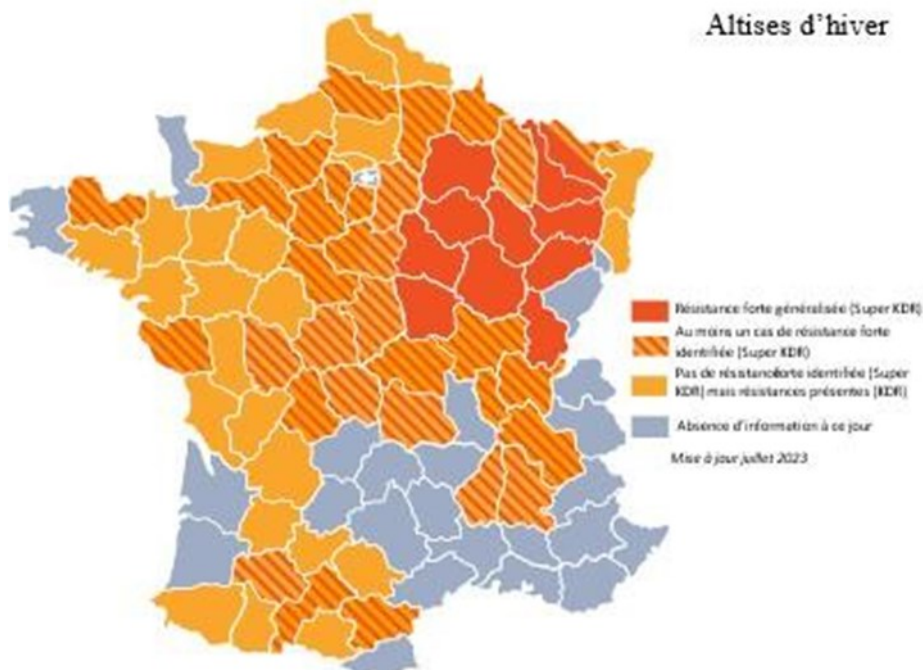 Altises d'hiver
Résistance forte généralisée (Super KDR)
Au moins un cas de résistance forte
identifiée (Super KDR)
Pas de résistanceforte identifiée (Super
KDR) mais résistances présentes (KDR)
Absence d'information à ce jour
Mise à jour juillet 2023